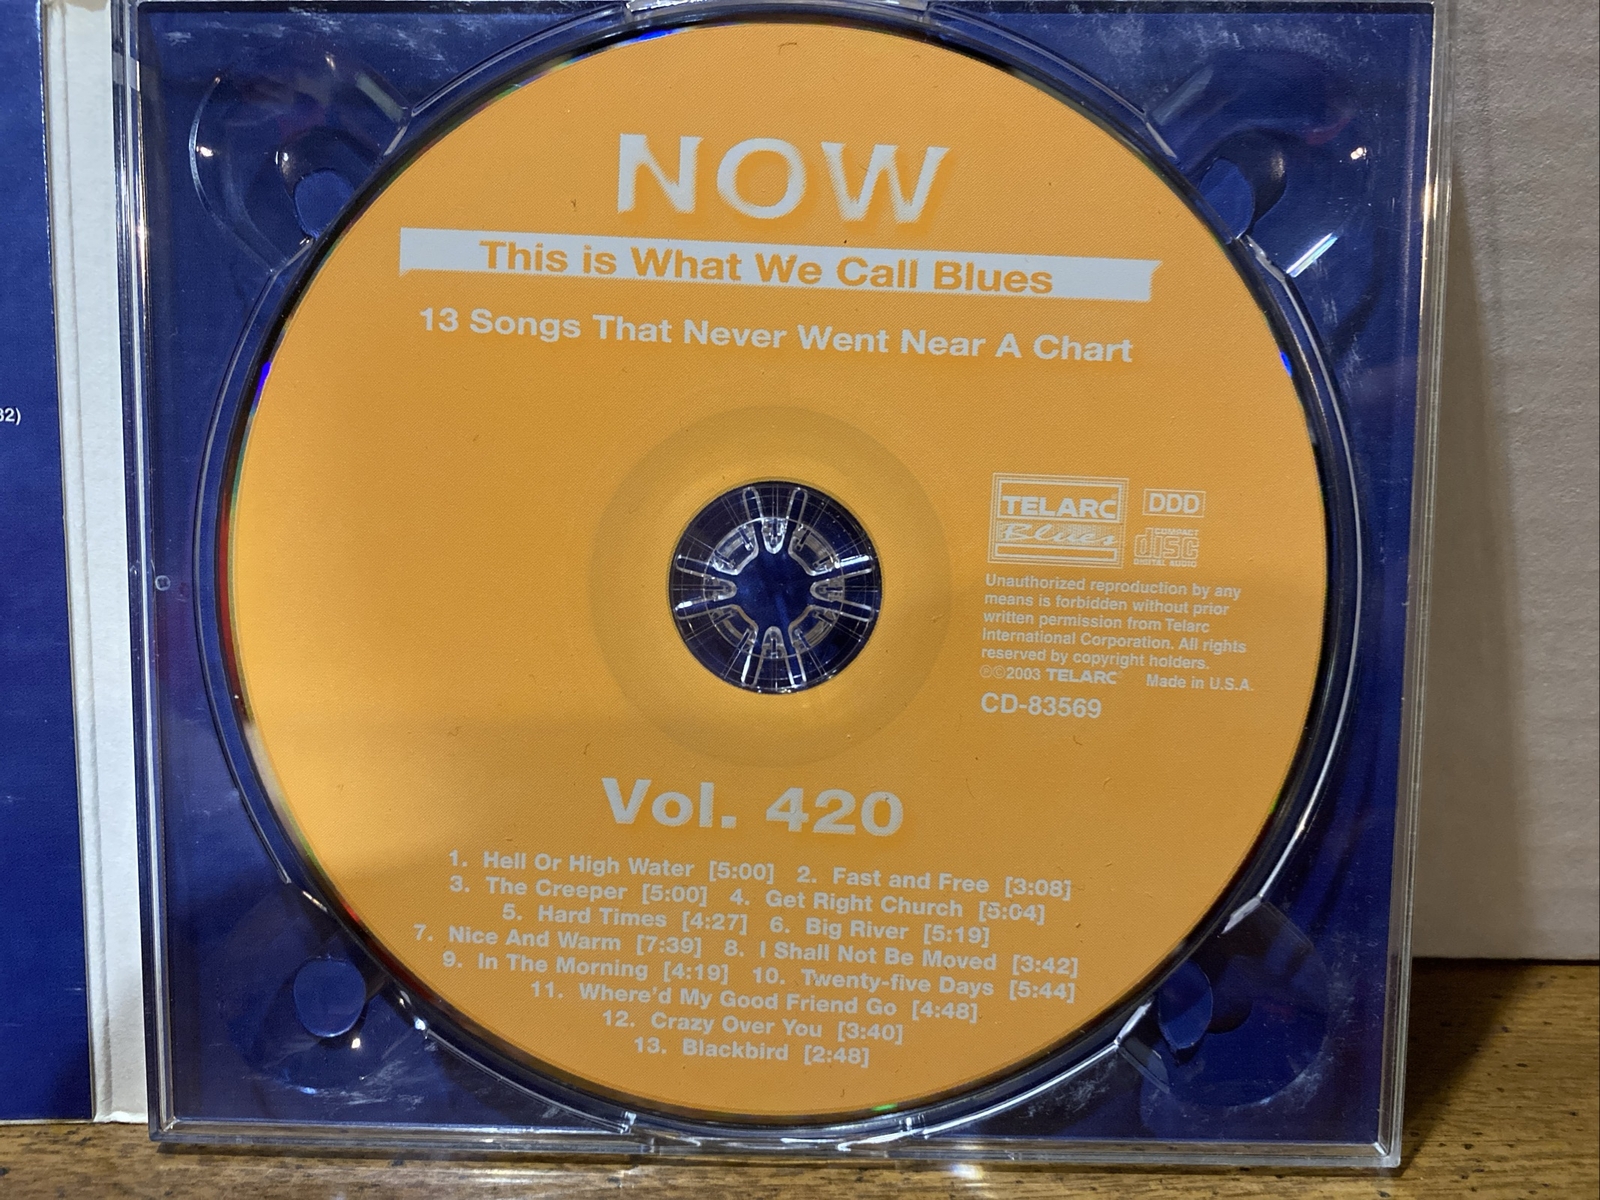 NOW
This is What We Call Blues
13 Songs That Never Went Near A Chart
32)
TELARC
Blues
DDD
COMPACT
disc
DIGITAL AUDIO
Unauthorized reproduction by any
means is forbidden without prior
written permission from Telarc
International Corporation. All rights
reserved by copyright holders.
℗©2003 TELARC® Made in U.S.A.
CD-83569
Vol. 420
1. Hell Or High Water [5:00] 2. Fast and Free [3:08]
3. The Creeper [5:00] 4. Get Right Church [5:04]
5. Hard Times [4:27] 6. Big River [5:19]
7. Nice And Warm [7:39] 8. I Shall Not Be Moved [3:42]
9. In The Morning [4:19] 10. Twenty-five Days [5:44]
11. Where'd My Good Friend Go [4:48]
12. Crazy Over You [3:40]
13. Blackbird [2:48]